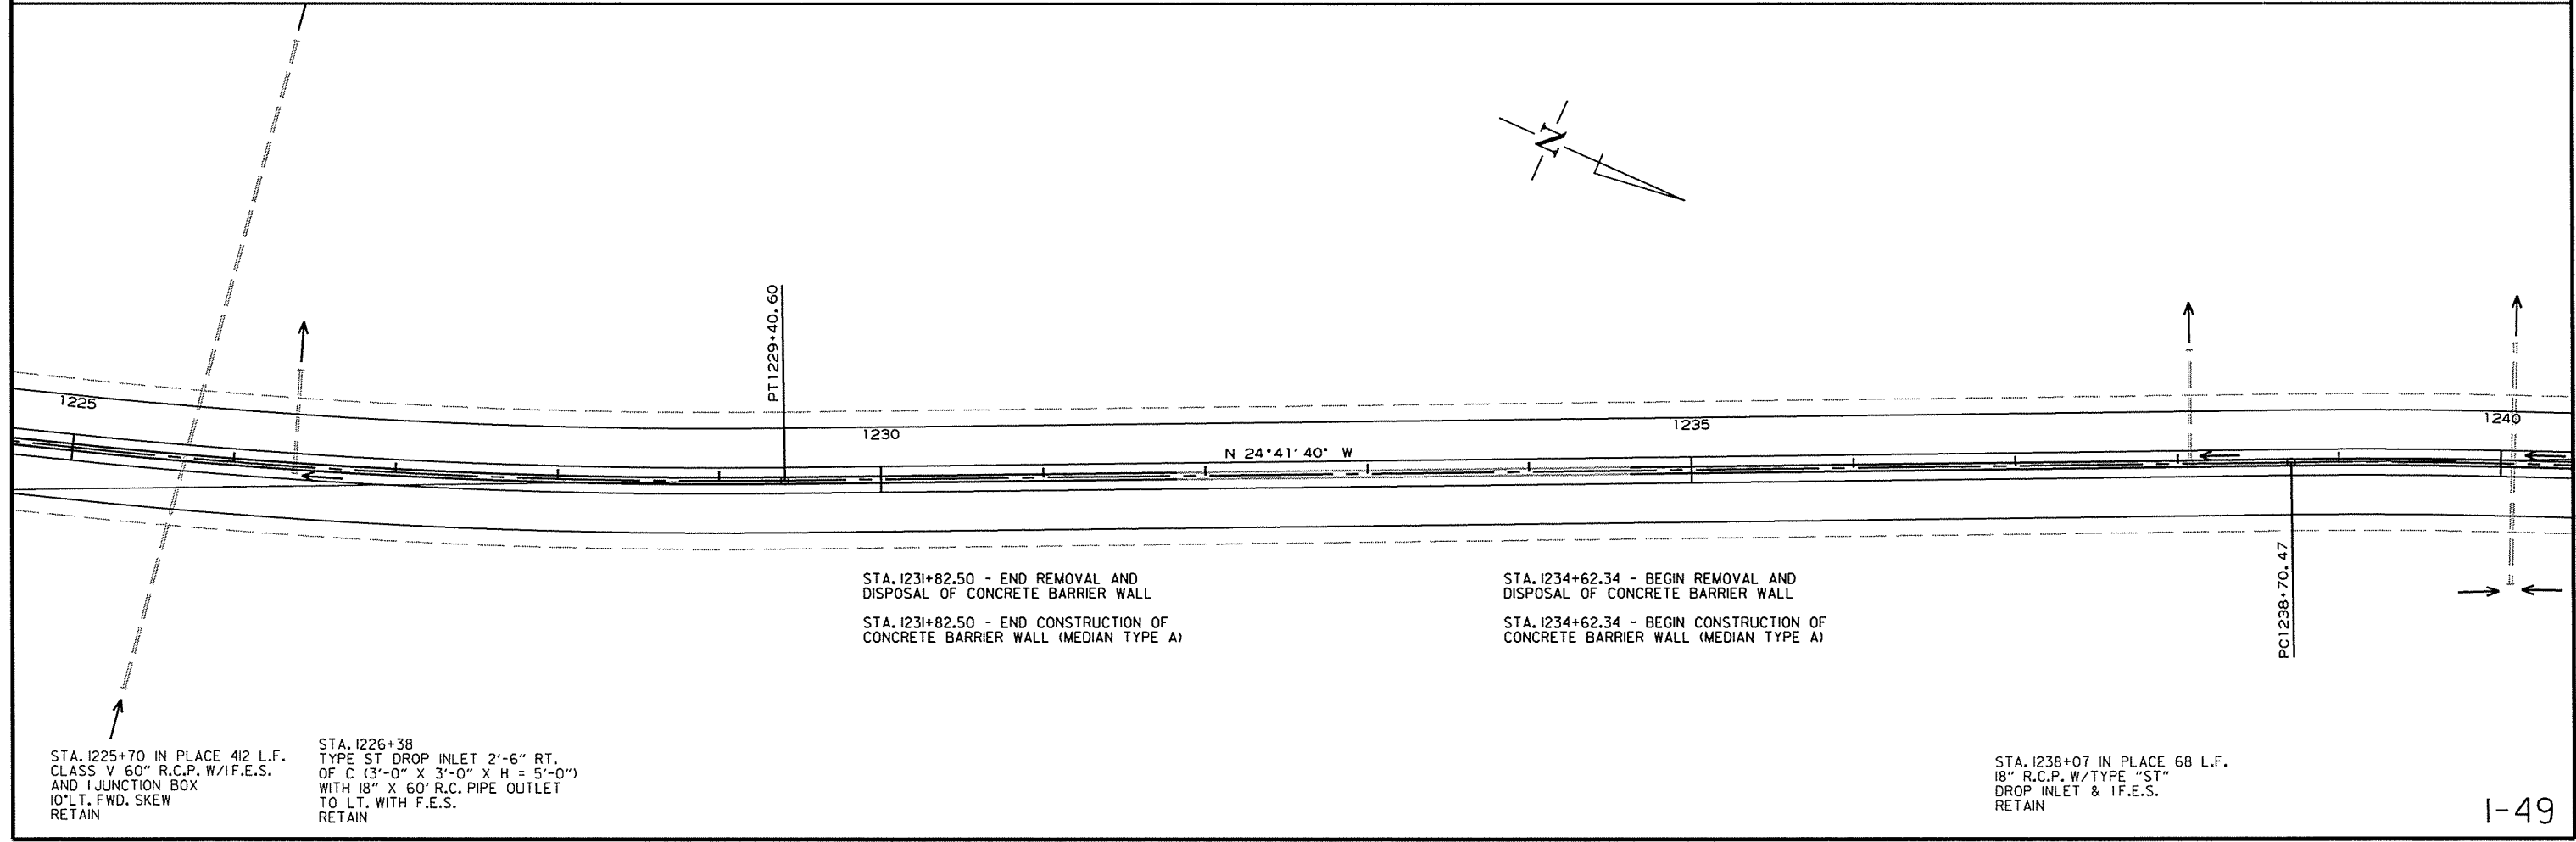 N
PT1229+40.60
1225
1230
N 24°41'40" W
1235
1240
STA. 1231+82.50 - END REMOVAL AND
DISPOSAL OF CONCRETE BARRIER WALL
STA. 1231+82.50 - END CONSTRUCTION OF
CONCRETE BARRIER WALL (MEDIAN TYPE A)
STA. 1234+62.34 - BEGIN REMOVAL AND
DISPOSAL OF CONCRETE BARRIER WALL
STA. 1234+62.34 - BEGIN CONSTRUCTION OF
CONCRETE BARRIER WALL (MEDIAN TYPE A)
PC1238+70.47
STA. 1225+70 IN PLACE 412 L.F.
CLASS V 60" R.C.P. W/1 F.E.S.
AND 1 JUNCTION BOX
10° LT. FWD. SKEW
RETAIN
STA. 1226+38
TYPE ST DROP INLET 2'-6" RT.
OF C (3'-0" X 3'-0" X H = 5'-0")
WITH 18" X 60' R.C. PIPE OUTLET
TO LT. WITH F.E.S.
RETAIN
STA. 1238+07 IN PLACE 68 L.F.
18" R.C.P. W/TYPE "ST"
DROP INLET & 1 F.E.S.
RETAIN
I-49